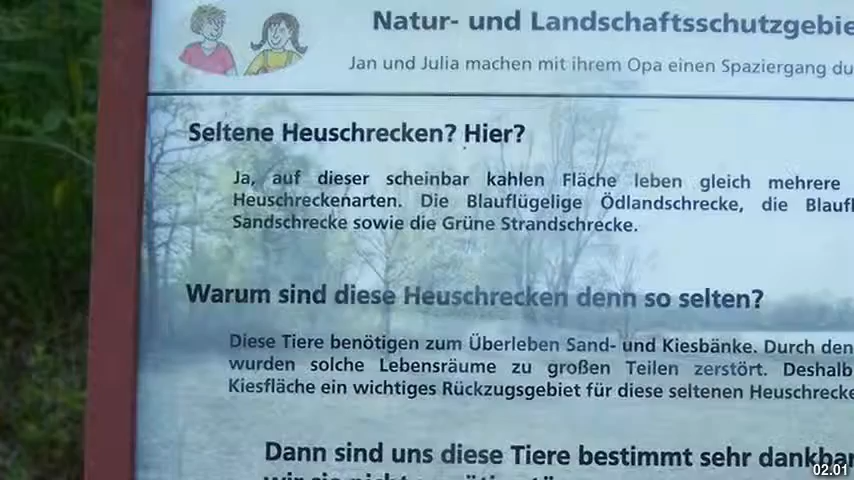 Natur- und Landschaftsschutzgebie
Jan und Julia machen mit ihrem Opa einen Spaziergang du
Seltene Heuschrecken? Hier?
Ja, auf dieser scheinbar kahlen Fläche leben gleich mehrere
Heuschreckenarten. Die Blauflügelige Ödlandschrecke, die Blaufl
Sandschrecke sowie die Grüne Strandschrecke.
Warum sind diese Heuschrecken denn so selten?
Diese Tiere benötigen zum Überleben Sand- und Kiesbänke. Durch den
wurden solche Lebensräume zu großen Teilen zerstört. Deshalb
Kiesfläche ein wichtiges Rückzugsgebiet für diese seltenen Heuschrecke
Dann sind uns diese Tiere bestimmt sehr dankbar
wir sie nicht
02.01